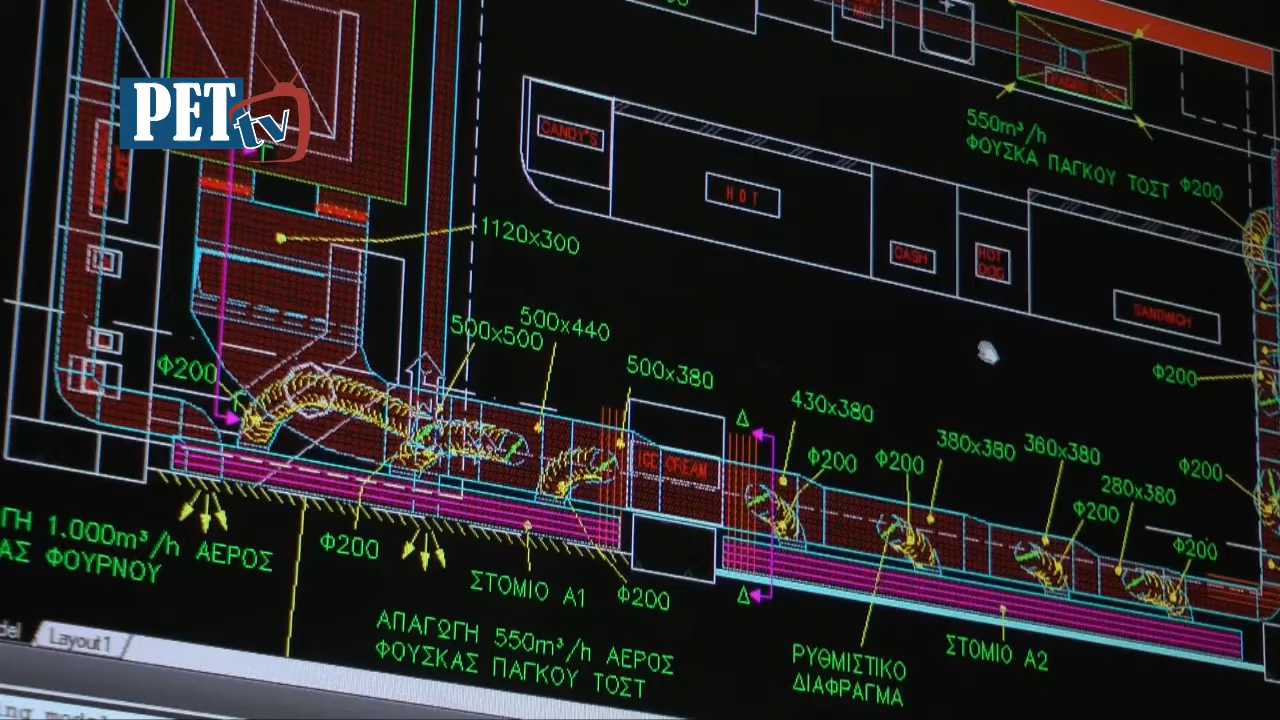 PET
tv
550m³/h
ΦΟΥΣΚΑ ΠΑΓΚΟΥ ΤΟΣΤ
Φ200
CANDY'S
HOT
CASH
HOT
DOG
SANDWICH
1120x300
500x440
500x500
500x380
Φ200
Φ200
430x380
Δ
380x380
360x380
Φ200
Φ200
Φ200
280x380
Φ200
Φ200
ICE CREAM
ΓΗ 1.000m³/h ΑΕΡΟΣ
ΑΣ ΦΟΥΡΝΟΥ
Φ200
ΣΤΟΜΙΟ Α1
Φ200
Δ
ΑΠΑΓΩΓΗ 550m³/h ΑΕΡΟΣ
ΦΟΥΣΚΑΣ ΠΑΓΚΟΥ ΤΟΣΤ
ΡΥΘΜΙΣΤΙΚΟ
ΔΙΑΦΡΑΓΜΑ
ΣΤΟΜΙΟ Α2
Layout1